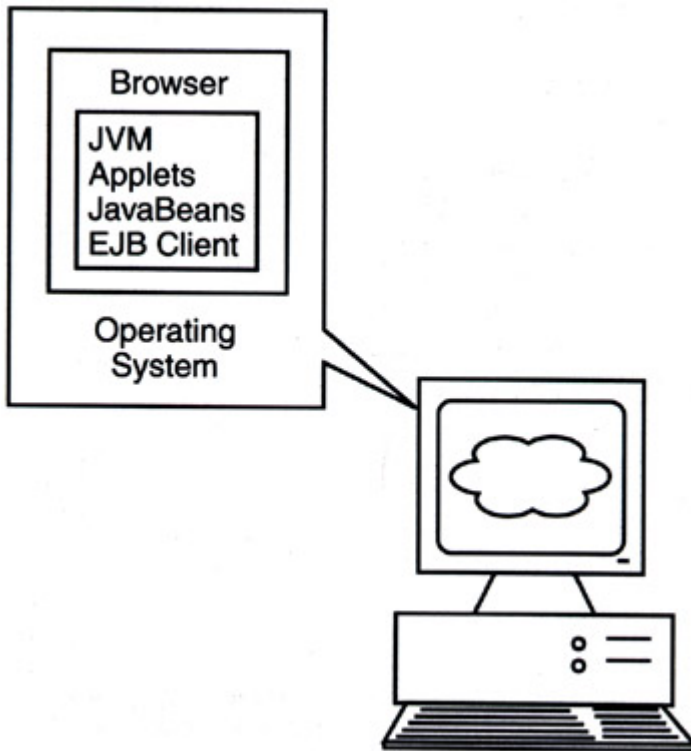 Browser
JVM
Applets
JavaBeans
EJB Client
Operating
System